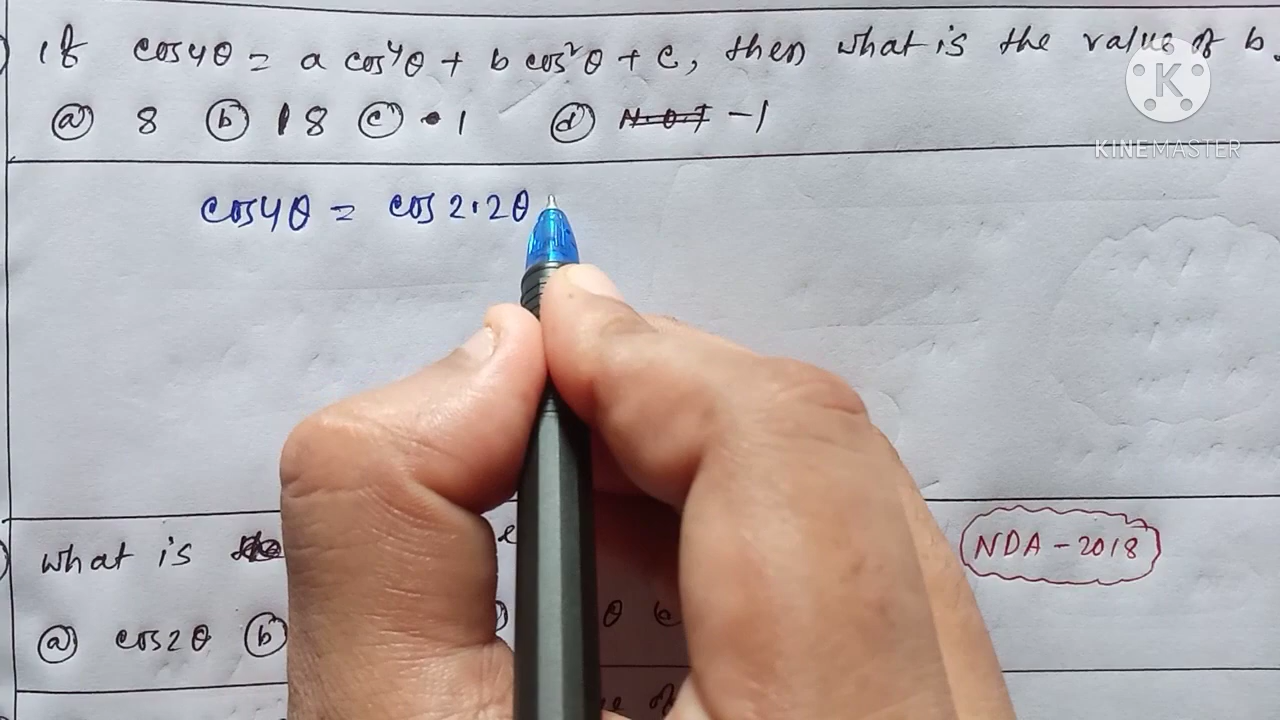 If cos4θ = a cos⁴θ + b cos²θ + c, then what is the value of b.
(a) 8 (b) 18 (c) 1 (d) -1
K
KINEMASTER
cos4θ = cos 2.2θ
what is
NDA - 2018
(a) cos2θ (b) θ